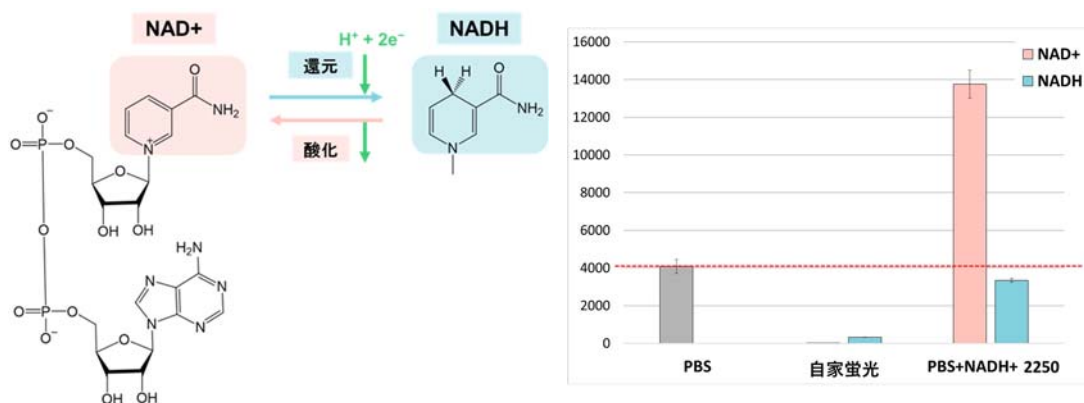 NAD+
NADH
H⁺ + 2e⁻
還元
酸化
O
NH₂
N⁺
H H
O
NH₂
N
O⁻
O
P
O
O
O
OH
OH
NH₂
N
N
N
N
O
P
O
O⁻
O
OH
OH
16000
14000
12000
10000
8000
6000
4000
2000
0
NAD+
NADH
PBS
自家蛍光
PBS+NADH+ 2250